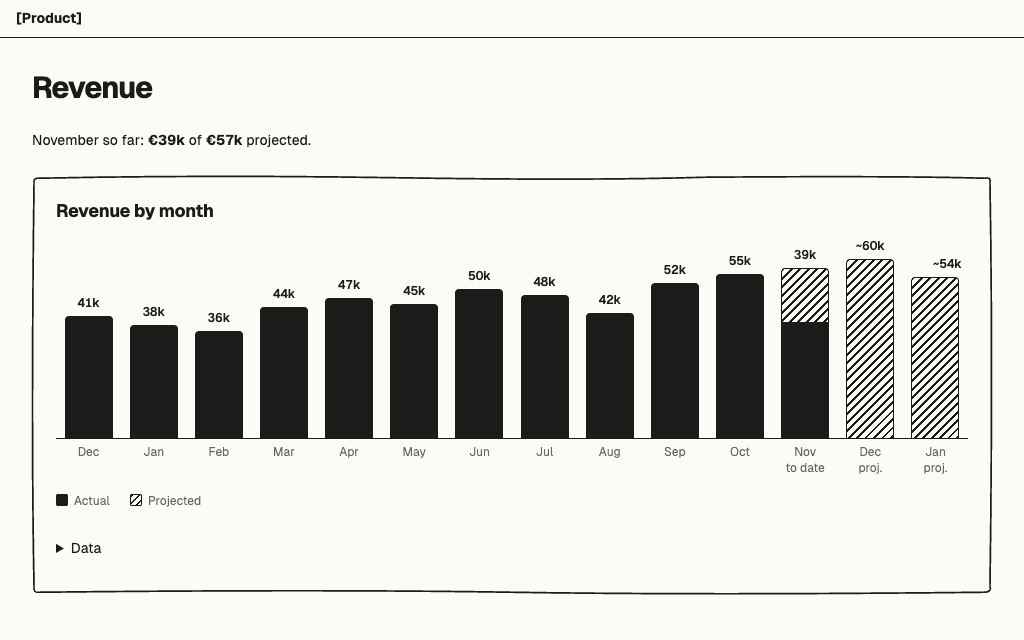 [Product]
Revenue
November so far: €39k of €57k projected.
Revenue by month
41k
38k
36k
44k
47k
45k
50k
48k
42k
52k
55k
39k
~60k
~54k
Dec
Jan
Feb
Mar
Apr
May
Jun
Jul
Aug
Sep
Oct
Nov
to date
Dec
proj.
Jan
proj.
Actual
Projected
Data